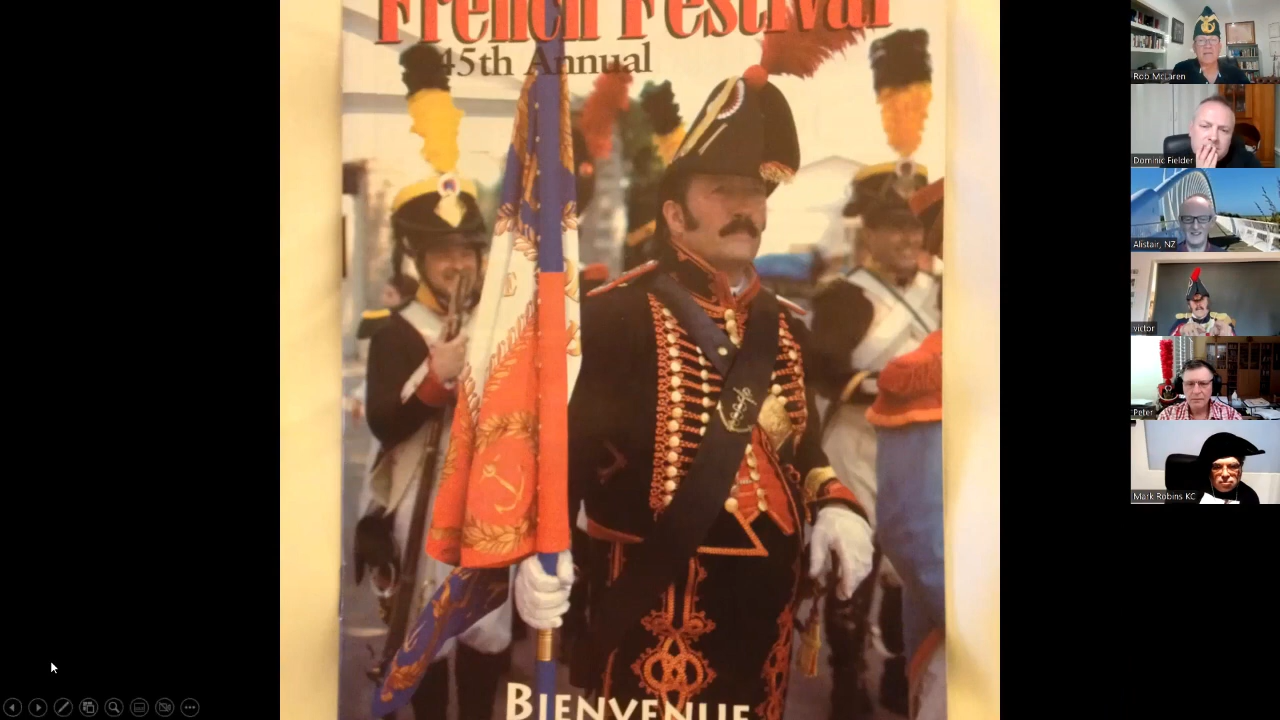 French Festival
45th Annual
BIENVENUE
Rob McLaren
Dominic Fielder
Alistair, NZ
victor
Peter
Mark Robins KC